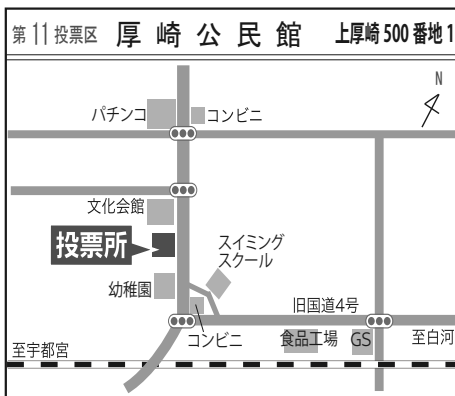 第11投票区 厚崎公民館 上厚崎500番地1
N
パチンコ
コンビニ
文化会館
投票所
スイミング
スクール
幼稚園
旧国道4号
コンビニ
食品工場
GS
至白河
至宇都宮